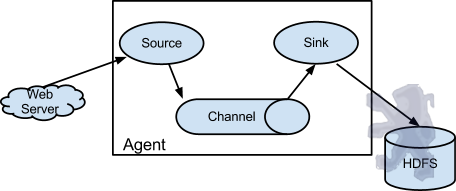 Source
Sink
Web
Server
Channel
Agent
HDFS